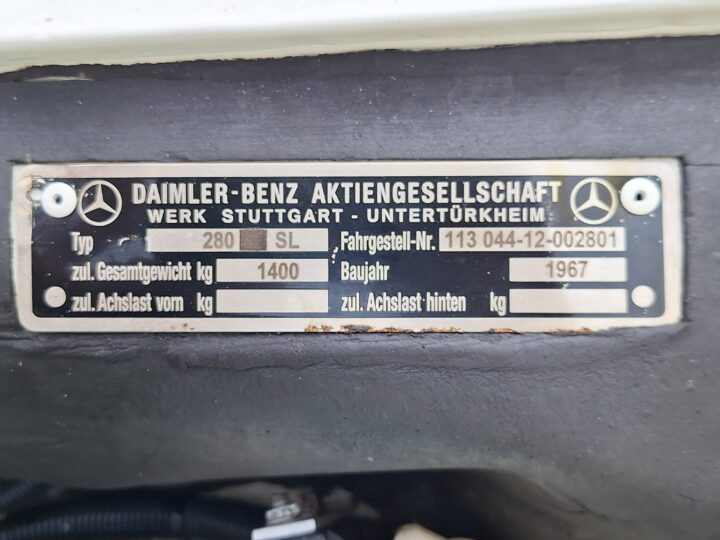 DAIMLER-BENZ AKTIENGESELLSCHAFT
WERK STUTTGART - UNTERTÜRKHEIM
Typ 280 SL Fahrgestell-Nr. 113 044-12-002801
zul. Gesamtgewicht kg 1400 Baujahr 1967
zul. Achslast vorn kg zul. Achslast hinten kg